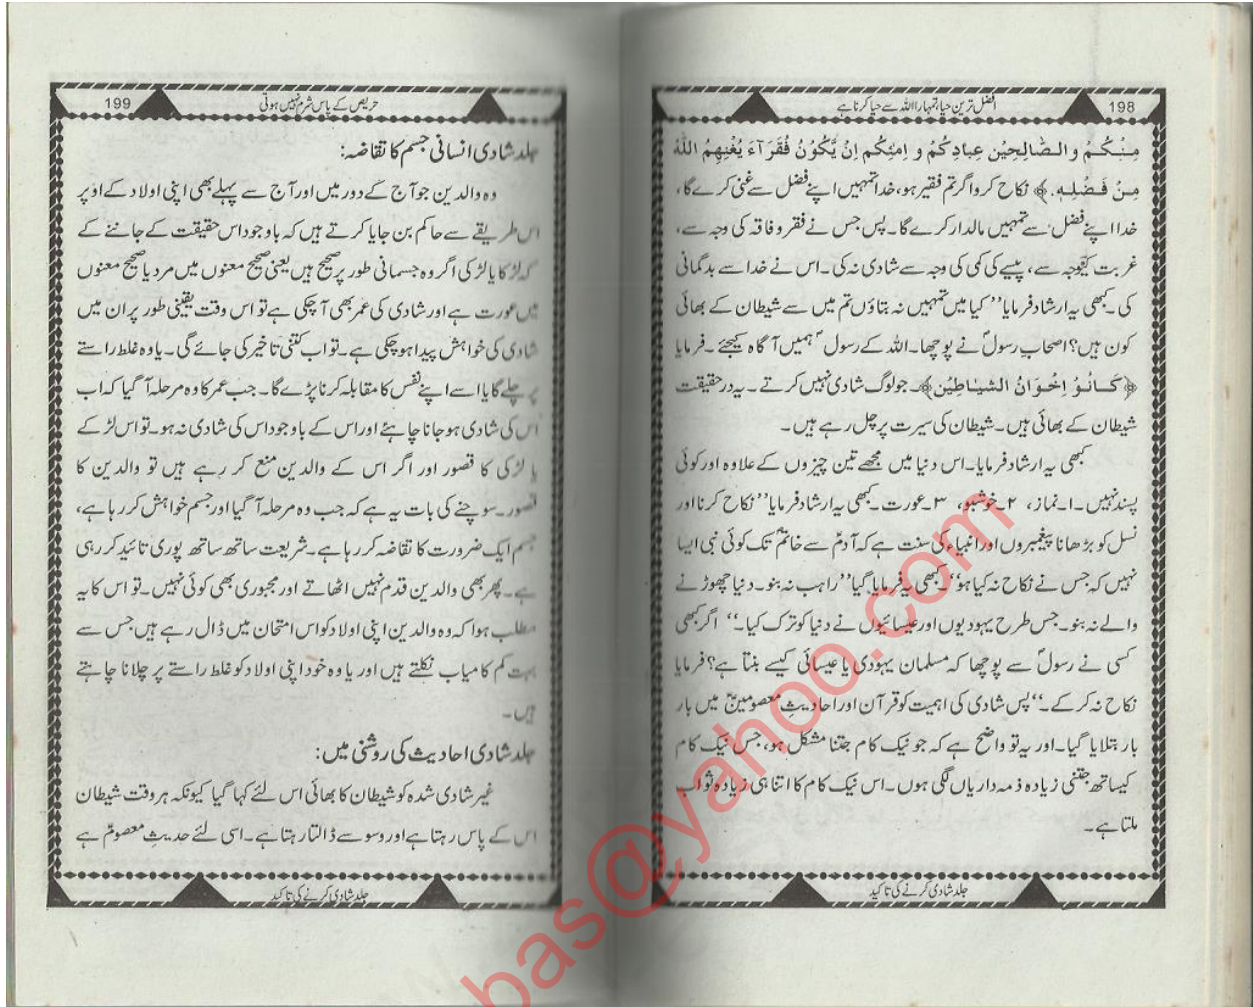 198
افضل ترین حیا، تمہارا اللہ سے حیا کرنا ہے
مِنْکُمْ و الصَّالِحِیْن عِبادِکُمْ و اِمٰئِکُم اِنْ یَّکُوْنُ فُقَرَآءَ یُغْنِهِمُ اللهُ
مِنْ فَضْلِهٖ. ﴾ نکاح کرو اگر تم فقیر ہو، خدا تمہیں اپنے فضل سے غنی کرے گا،
خدا اپنے فضل سے تمہیں مالدار کرے گا۔ پس جس نے فقر و فاقہ کی وجہ سے،
غربت کیوجہ سے، پیسے کی کمی کی وجہ سے شادی نہ کی۔ اس نے خدا سے بدگمانی
کی۔ کبھی یہ ارشاد فرمایا ’’کیا میں تمہیں نہ بتاؤں تم میں سے شیطان کے بھائی
کون ہیں؟ اصحاب رسولؐ نے پوچھا۔ اللہ کے رسولؐ ہمیں آگاہ کیجئے۔ فرمایا
﴿کَانُوْ اِخْوَانُ الشیٰاطِیْن﴾۔ جو لوگ شادی نہیں کرتے۔ یہ در حقیقت
شیطان کے بھائی ہیں۔ شیطان کی سیرت پر چل رہے ہیں۔
کبھی یہ ارشاد فرمایا۔ اس دنیا میں مجھے تین چیزوں کے علاوہ اور کوئی
پسند نہیں۔ ۱۔ نماز، ۲۔ خوشبو، ۳۔ عورت۔ کبھی یہ ارشاد فرمایا ’’نکاح کرنا اور
نسل کو بڑھانا پیغمبروں اور انبیاء کی سنت ہے کہ آدمؑ سے خاتمؐ تک کوئی نبی ایسا
نہیں کہ جس نے نکاح نہ کیا ہو‘‘ کبھی یہ فرمایا گیا ’’راہب نہ بنو۔ دنیا چھوڑنے
والے نہ بنو۔ جس طرح یہودیوں اور عیسائیوں نے دنیا کو ترک کیا۔‘‘ اگر کبھی
کسی نے رسولؐ سے پوچھا کہ مسلمان یہودی یا عیسائی کیسے بنتا ہے؟ فرمایا
نکاح نہ کر کے۔‘‘ پس شادی کی اہمیت کو قرآن اور احادیثِ معصومینؑ میں بار
بار بتلایا گیا۔ اور یہ تو واضح ہے کہ جو نیک کام جتنا مشکل ہو، جس نیک کام
کیساتھ جتنی زیادہ ذمہ داریاں لگی ہوں۔ اس نیک کام کا اتنا ہی زیادہ ثواب
ملتا ہے۔
جلد شادی کرنے کی تاکید
حریص کے پاس شرم نہیں ہوتی
199
جلد شادی انسانی جسم کا تقاضہ:
وہ والدین جو آج کے دور میں اور آج سے پہلے بھی اپنی اولاد کے اوپر
اس طریقے سے حاکم بن جایا کرتے ہیں کہ باوجود اس حقیقت کے جاننے کے
کہ لڑکا یا لڑکی اگر وہ جسمانی طور پر صحیح ہیں یعنی صحیح معنوں میں مرد یا صحیح معنوں
میں عورت ہے اور شادی کی عمر بھی آ چکی ہے تو اس وقت یقینی طور پر ان میں
شادی کی خواہش پیدا ہو چکی ہے۔ تو اب کتنی تاخیر کی جائے گی۔ یا وہ غلط راستے
پر چلے گا یا اسے اپنے نفس کا مقابلہ کرنا پڑے گا۔ جب عمر کا وہ مرحلہ آ گیا کہ اب
اس کی شادی ہو جانا چاہئے اور اس کے باوجود اس کی شادی نہ ہو۔ تو اس لڑکے
یا لڑکی کا قصور اور اگر اس کے والدین منع کر رہے ہیں تو والدین کا
قصور۔ سوچنے کی بات یہ ہے کہ جب وہ مرحلہ آ گیا اور جسم خواہش کر رہا ہے،
جسم ایک ضرورت کا تقاضہ کر رہا ہے۔ شریعت ساتھ ساتھ پوری تائید کر رہی
ہے۔ پھر بھی والدین قدم نہیں اٹھاتے اور مجبوری بھی کوئی نہیں۔ تو اس کا یہ
مطلب ہوا کہ وہ والدین اپنی اولاد کو اس امتحان میں ڈال رہے ہیں جس سے
بہت کم کامیاب نکلتے ہیں اور یا وہ خود اپنی اولاد کو غلط راستے پر چلانا چاہتے
ہیں۔
جلد شادی احادیث کی روشنی میں:
غیر شادی شدہ کو شیطان کا بھائی اس لئے کہا گیا کیونکہ ہر وقت شیطان
اس کے پاس رہتا ہے اور وسوسے ڈالتا رہتا ہے۔ اسی لئے حدیثِ معصومؑ ہے
جلد شادی کرنے کی تاکید
bas@yahoo.com